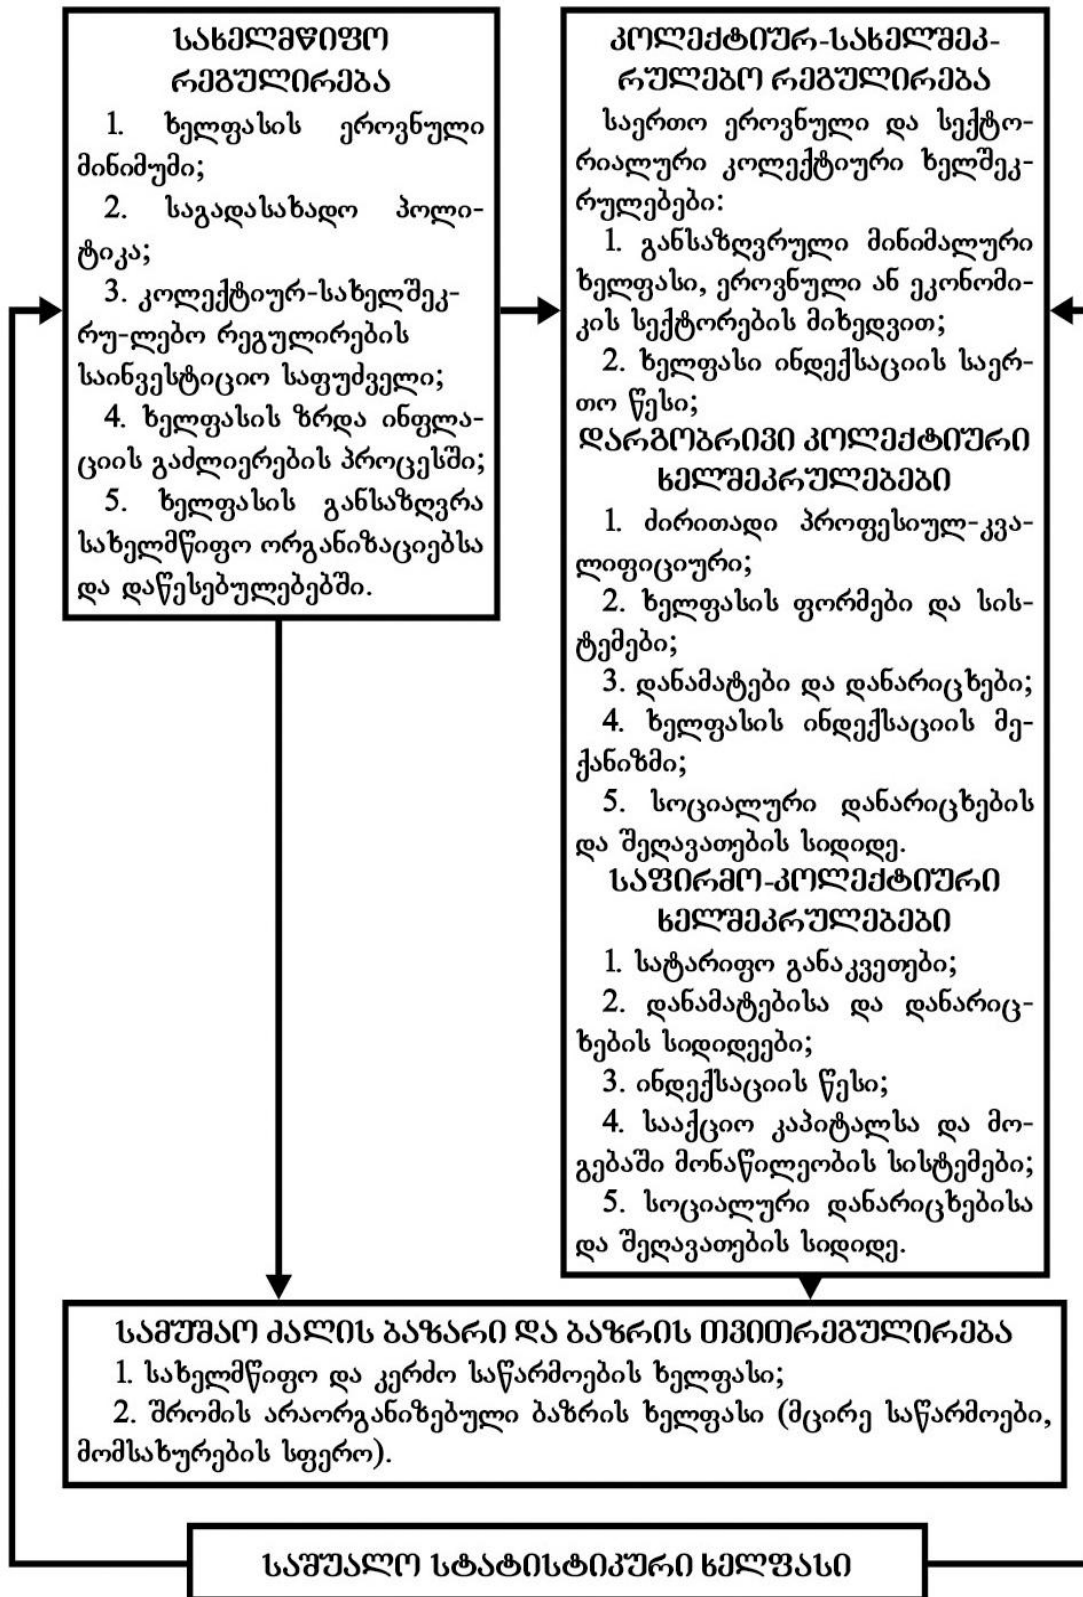 სახელმწიფო
რეგულირება
1. ხელფასის ეროვნული
მინიმუმი;
2. საგადასახადო პოლი-
ტიკა;
3. კოლექტიურ-სახელშეკ-
რუ-ლებო რეგულირების
საინვესტიციო საფუძველი;
4. ხელფასის ზრდა ინფლა-
ციის გაძლიერების პროცესში;
5. ხელფასის განსაზღვრა
სახელმწიფო ორგანიზაციებსა
და დაწესებულებებში.
კოლექტიურ-სახელშეკ-
რულებო რეგულირება
საერთო ეროვნული და სექტო-
რიალური კოლექტიური ხელშეკ-
რულებები:
1. განსაზღვრული მინიმალური
ხელფასი, ეროვნული ან ეკონომი-
კის სექტორების მიხედვით;
2. ხელფასი ინდექსაციის საერ-
თო წესი;
დარგობრივი კოლექტიური
ხელშეკრულებები
1. ძირითადი პროფესიულ-კვა-
ლიფიციური;
2. ხელფასის ფორმები და სის-
ტემები;
3. დანამატები და დანარიცხები;
4. ხელფასის ინდექსაციის მე-
ქანიზმი;
5. სოციალური დანარიცხების
და შეღავათების სიდიდე.
საფირმო-კოლექტიური
ხელშეკრულებები
1. სატარიფო განაკვეთები;
2. დანამატებისა და დანარიც-
ხების სიდიდეები;
3. ინდექსაციის წესი;
4. სააქციო კაპიტალსა და მო-
გებაში მონაწილეობის სისტემები;
5. სოციალური დანარიცხებისა
და შეღავათების სიდიდე.
სამუშაო ძალის ბაზარი და ბაზრის თვითრეგულირება
1. სახელმწიფო და კერძო საწარმოების ხელფასი;
2. შრომის არაორგანიზებული ბაზრის ხელფასი (მცირე საწარმოები,
მომსახურების სფერო).
საშუალო სტატისტიკური ხელფასი